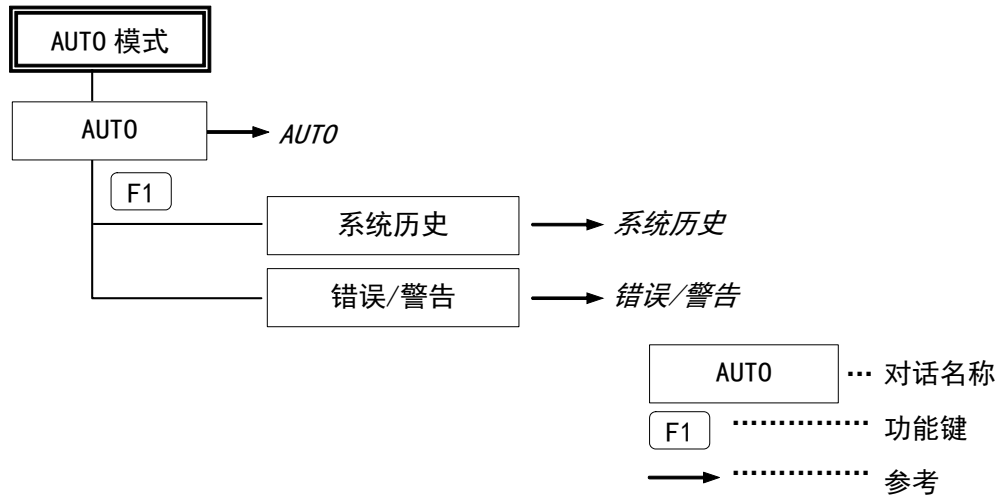 AUTO 模式
AUTO
AUTO
F1
系统历史
系统历史
错误/警告
错误/警告
AUTO … 对话名称
F1 …………… 功能键
…………… 参考